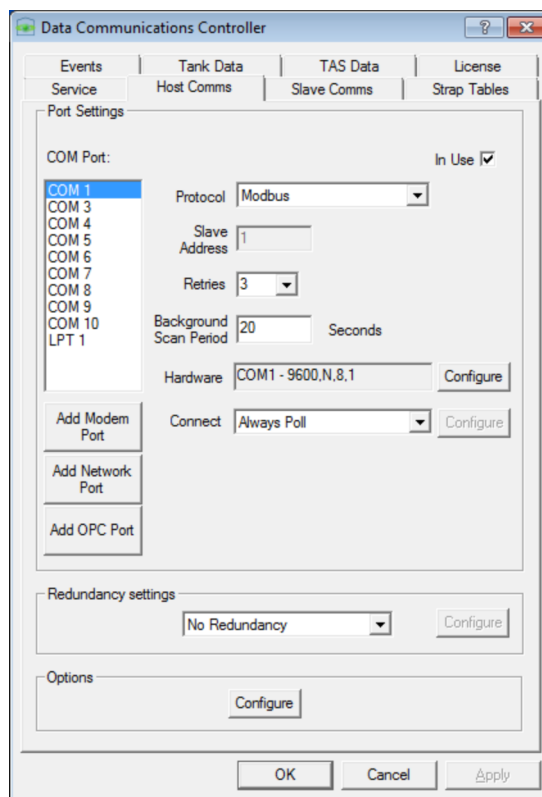 Data Communications Controller
Events Tank Data TAS Data License
Service Host Comms Slave Comms Strap Tables
Port Settings
COM Port:
In Use
COM 1
COM 3
COM 4
COM 5
COM 6
COM 7
COM 8
COM 9
COM 10
LPT 1
Protocol Modbus
Slave
Address 1
Retries 3
Background
Scan Period 20 Seconds
Hardware COM1 - 9600,N,8,1 Configure
Connect Always Poll Configure
Add Modem
Port
Add Network
Port
Add OPC Port
Redundancy settings
No Redundancy Configure
Options
Configure
OK Cancel Apply